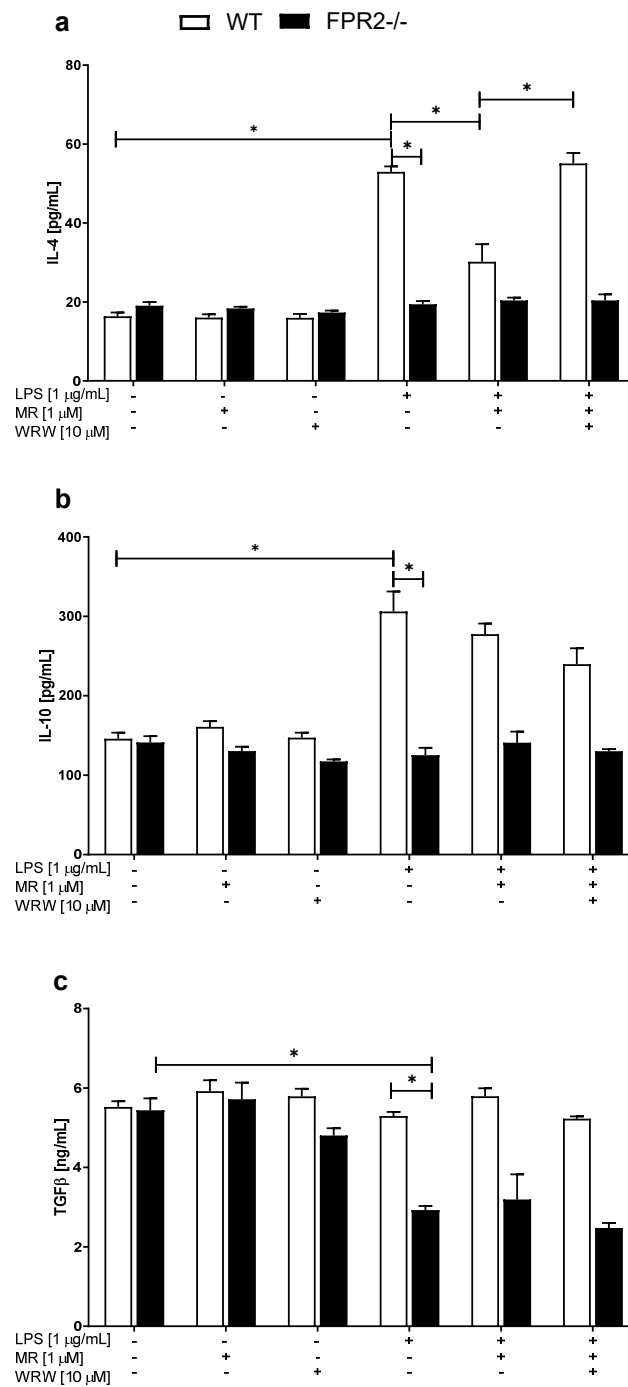 a
WT FPR2-/-
80
60
40
20
0
IL-4 [pg/mL]
* * * *
LPS [1 μg/mL] - - - + + +
MR [1 μM] - + - - + +
WRW [10 μM] - - + - - +
b
400
300
200
100
0
IL-10 [pg/mL]
* *
LPS [1 μg/mL] - - - + + +
MR [1 μM] - + - - + +
WRW [10 μM] - - + - - +
c
8
6
4
2
0
TGFβ [ng/mL]
* *
LPS [1 μg/mL] - - - + + +
MR [1 μM] - + - - + +
WRW [10 μM] - - + - - +